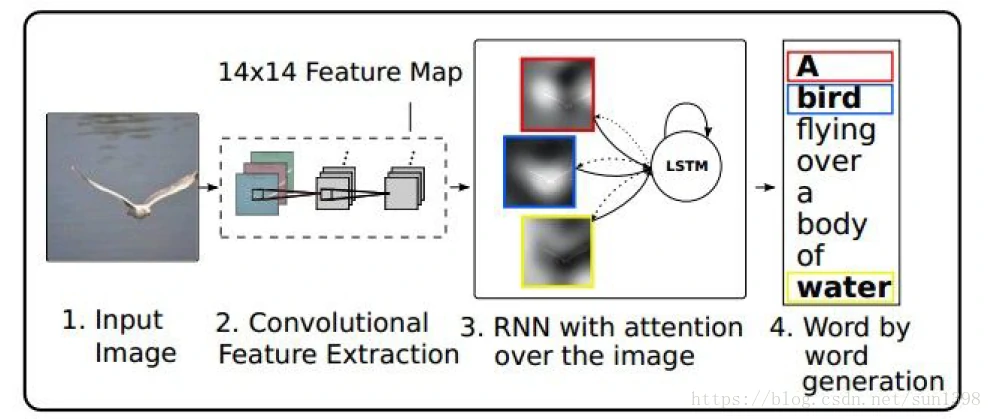 14x14 Feature Map
LSTM
A
bird
flying
over
a
body
of
water
1. Input
Image
2. Convolutional
Feature Extraction
3. RNN with attention
over the image
4. Word by
word
generation
https://blog.csdn.net/sun1398